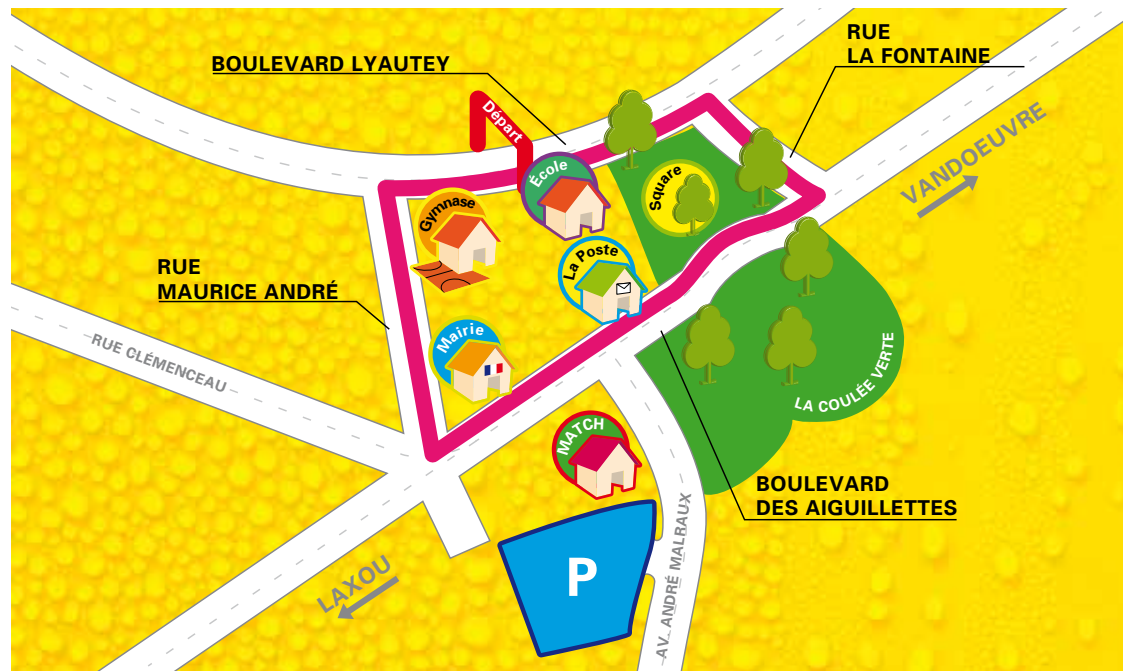 RUE
LA FONTAINE
BOULEVARD LYAUTEY
Départ
École
Square
VANDOEUVRE
Gymnase
La Poste
RUE
MAURICE ANDRÉ
Mairie
RUE CLÉMENCEAU
LA COULÉE VERTE
MATCH
BOULEVARD
DES AIGUILLETTES
P
LAXOU
AV. ANDRÉ MALRAUX